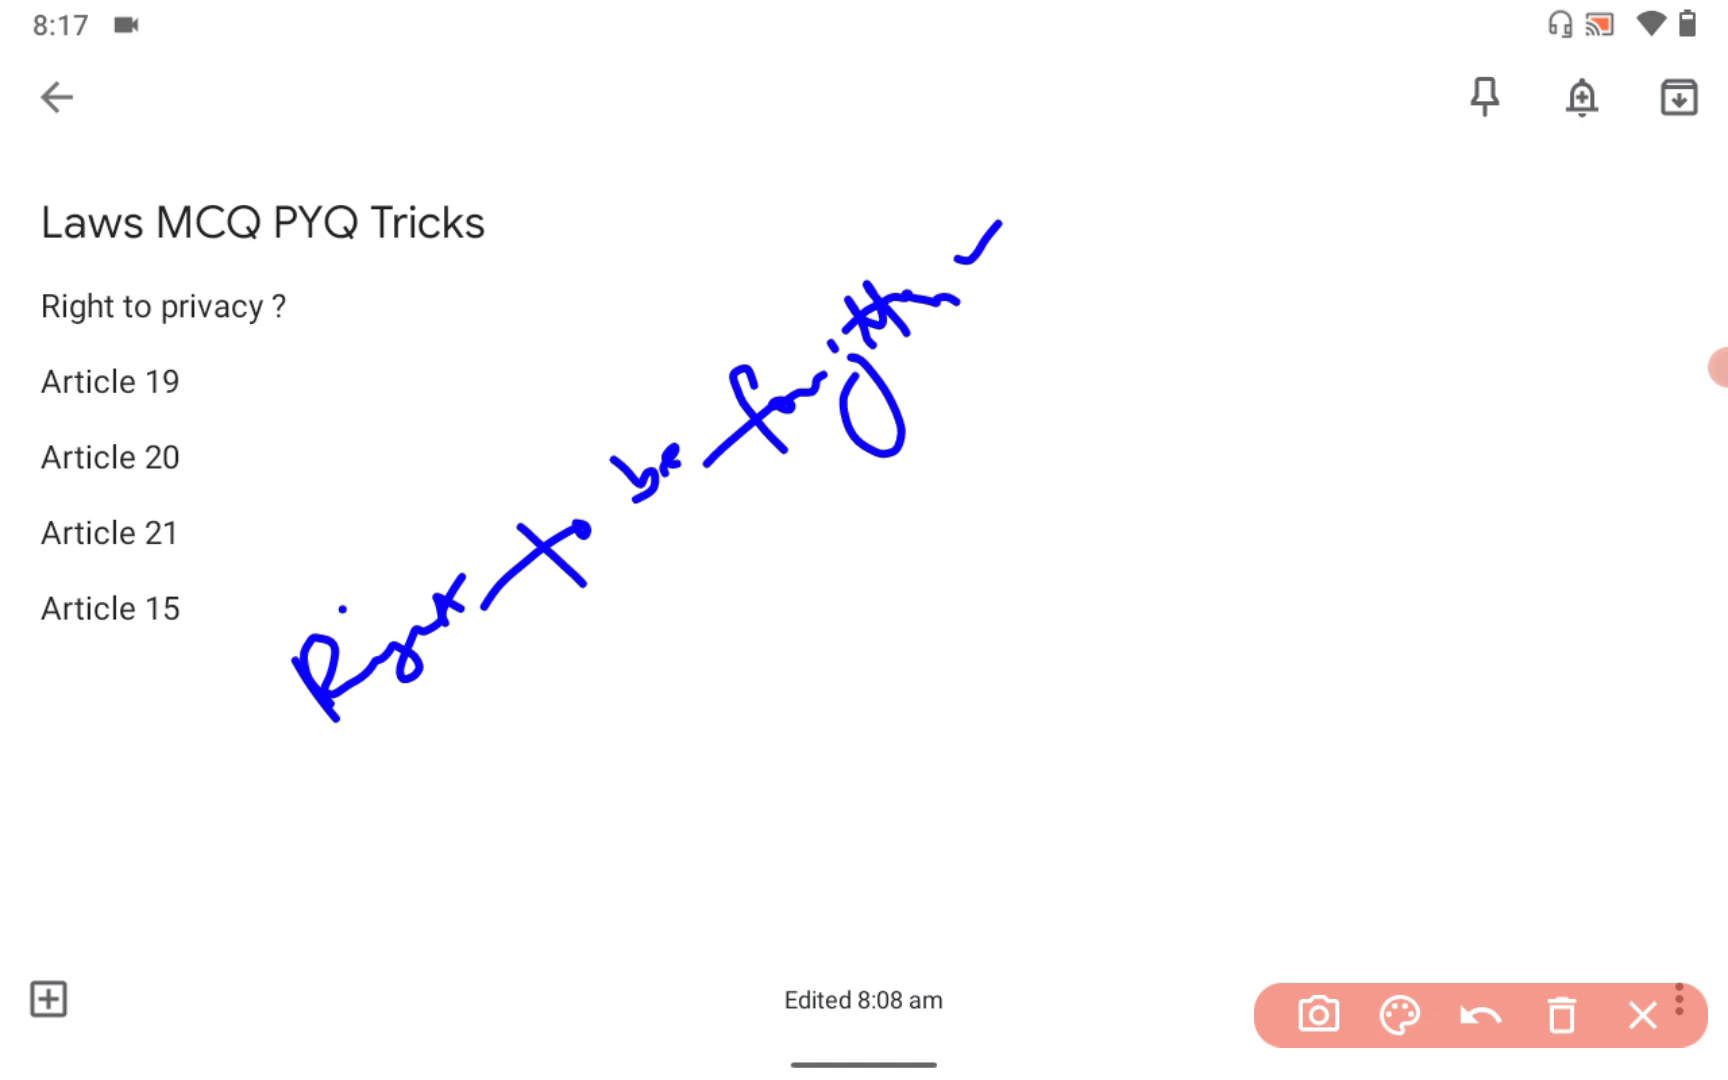 8:17
Laws MCQ PYQ Tricks
Right to privacy ?
Article 19
Article 20
Article 21
Article 15
Right to be forgitten
Edited 8:08 am